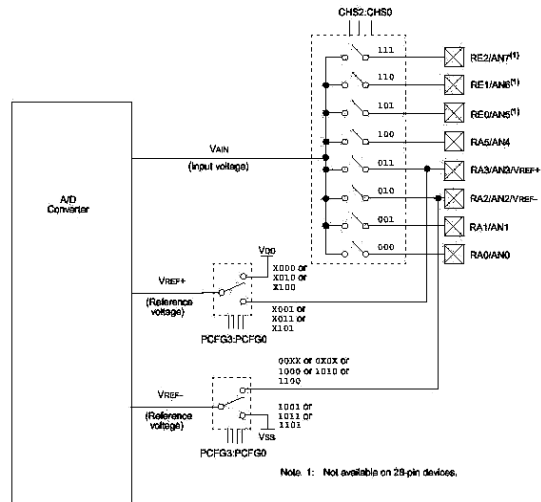 CHS2:CHS0
111
RE2/AN7(1)
110
RE1/AN6(1)
101
RE0/AN5(1)
100
RA5/AN4
VAIN
(Input voltage)
011
RA3/AN3/VREF+
010
RA2/AN2/VREF-
001
RA1/AN1
000
RA0/AN0
A/D
Converter
VDD
X000 or
X010 or
X100
VREF+
(Reference
voltage)
X001 or
X011 or
X101
PCFG3:PCFG0
00XX or 0X0X or
1000 or 1010 or
1100
VREF-
(Reference
voltage)
1001 or
1011 or
1101
VSS
PCFG3:PCFG0
Note. 1: Not available on 28-pin devices.